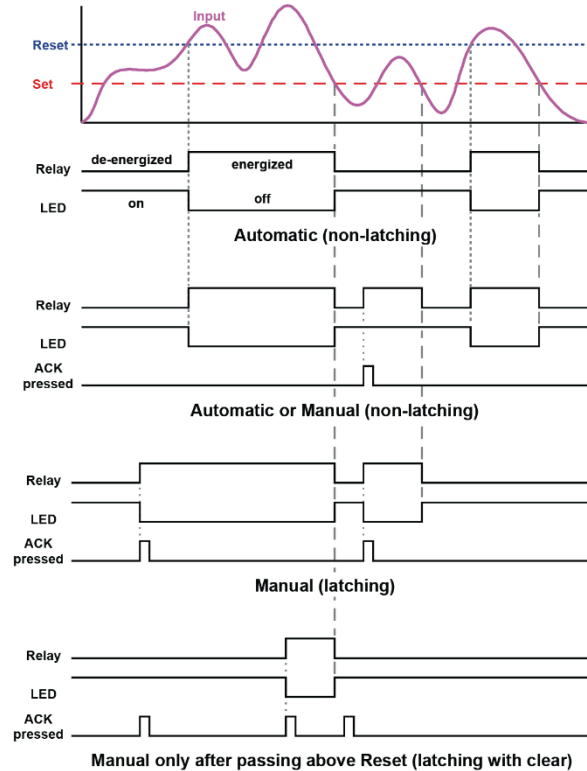 Input
Reset
Set
de-energized
energized
Relay
LED
on
off
Automatic (non-latching)
Relay
LED
ACK
pressed
Automatic or Manual (non-latching)
Relay
LED
ACK
pressed
Manual (latching)
Relay
LED
ACK
pressed
Manual only after passing above Reset (latching with clear)